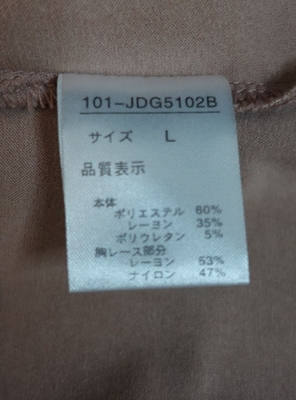 101-JDG5102B
サイズ L
品質表示
本体
ポリエステル 60%
レーヨン 35%
ポリウレタン 5%
胸レース部分
レーヨン 53%
ナイロン 47%